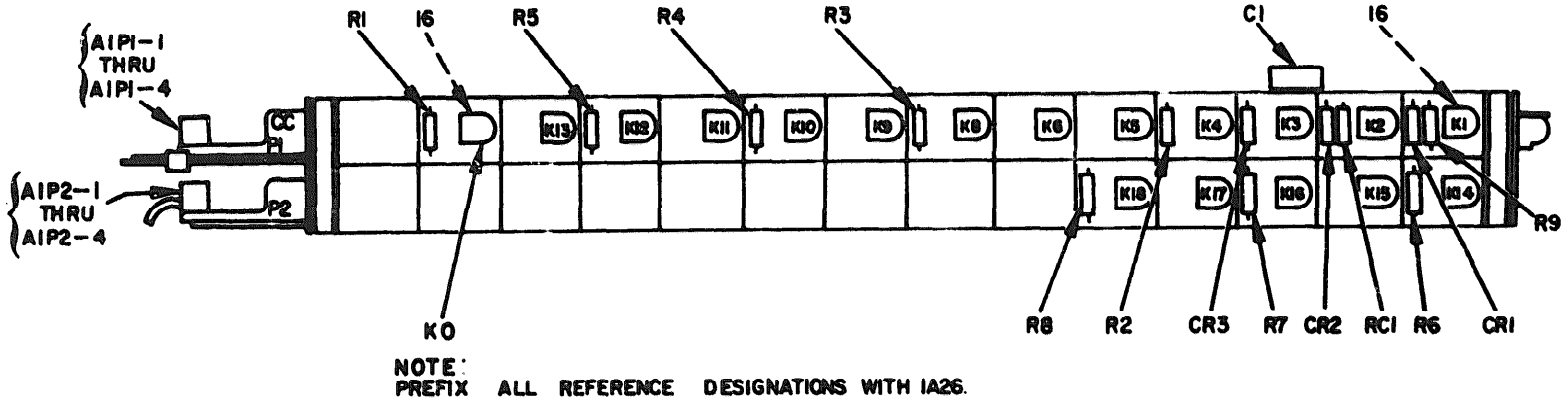 R1 16 R5 R4 R3 C1 16
A1P1-1
THRU
A1P1-4
CC
P1
K13 K12 K11 K10 K9 K8 K6 K5 K4 K3 K2 K1
A1P2-1
THRU
A1P2-4
P2
K18 K17 K16 K15 K14
R9
K0 R8 R2 CR3 R7 CR2 RC1 R6 CR1
NOTE:
PREFIX ALL REFERENCE DESIGNATIONS WITH 1A26.